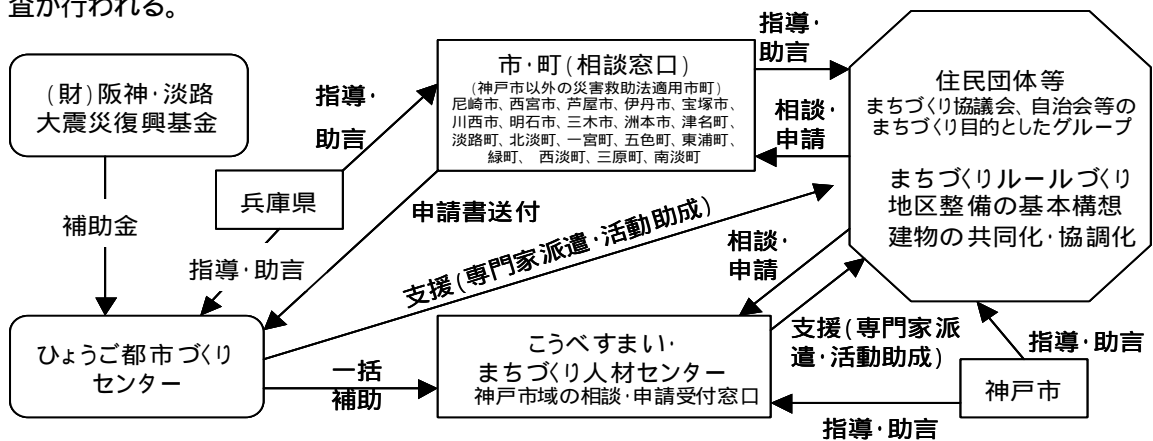 査が行われる。
(財)阪神・淡路
大震災復興基金
補助金
兵庫県
指導・
助言
指導・助言
市・町(相談窓口)
(神戸市以外の災害救助法適用市町)
尼崎市、西宮市、芦屋市、伊丹市、宝塚市、
川西市、明石市、三木市、洲本市、津名町、
淡路町、北淡町、一宮町、五色町、東浦町、
緑町、 西淡町、三原町、南淡町
指導・
助言
相談・
申請
住民団体等
まちづくり協議会、自治会等の
まちづくり目的としたグループ
まちづくりルールづくり
地区整備の基本構想
建物の共同化・協調化
申請書送付
支援(専門家派遣・活動助成)
相談・
申請
ひょうご都市づくり
センター
一括
補助
こうべすまい・
まちづくり人材センター
神戸市域の相談・申請受付窓口
支援(専門家派
遣・活動助成)
指導・助言
神戸市
指導・助言